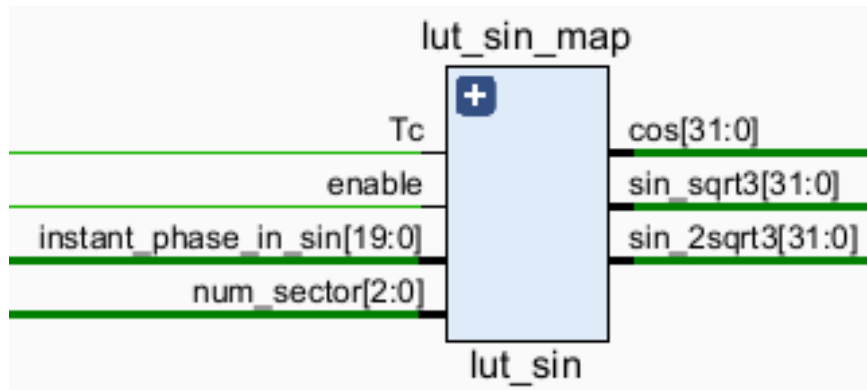 lut_sin_map
Tc
cos[31:0]
enable
sin_sqrt3[31:0]
instant_phase_in_sin[19:0]
sin_2sqrt3[31:0]
num_sector[2:0]
lut_sin